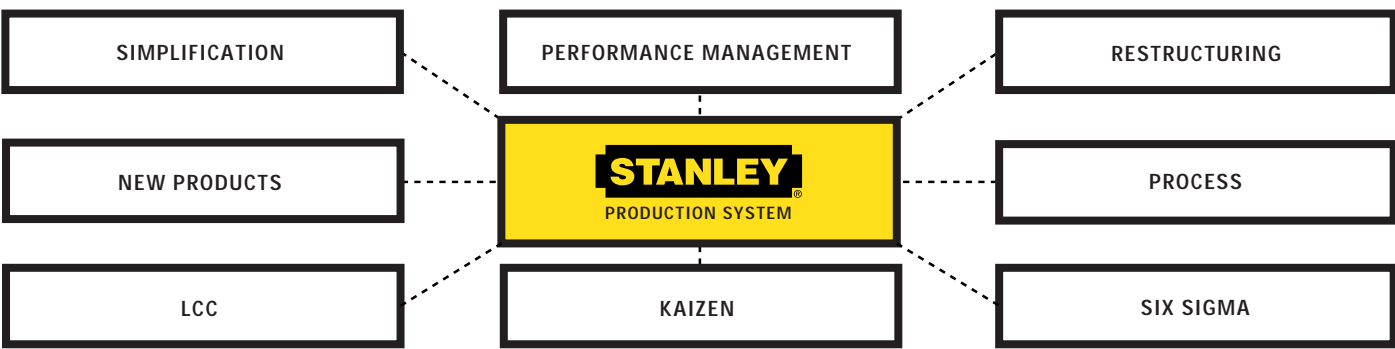 SIMPLIFICATION
PERFORMANCE MANAGEMENT
RESTRUCTURING
NEW PRODUCTS
STANLEY®
PRODUCTION SYSTEM
PROCESS
LCC
KAIZEN
SIX SIGMA